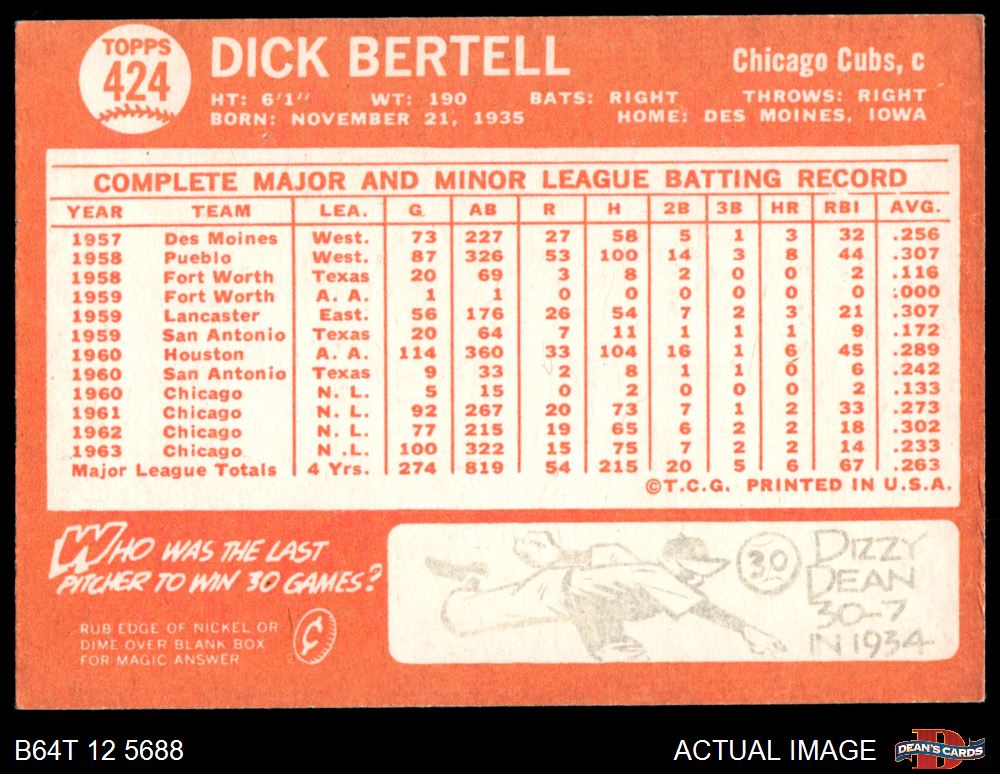 TOPPS
424
DICK BERTELL
Chicago Cubs, c
HT: 6'1" WT: 190 BATS: RIGHT THROWS: RIGHT
BORN: NOVEMBER 21, 1935 HOME: DES MOINES, IOWA
COMPLETE MAJOR AND MINOR LEAGUE BATTING RECORD
YEAR TEAM LEA. G AB R H 2B 3B HR RBI AVG.
1957 Des Moines West. 73 227 27 58 5 1 3 32 .256
1958 Pueblo West. 87 326 53 100 14 3 8 44 .307
1958 Fort Worth Texas 20 69 3 8 2 0 0 2 .116
1959 Fort Worth A. A. 1 1 0 0 0 0 0 0 .000
1959 Lancaster East. 56 176 26 54 7 2 3 21 .307
1959 San Antonio Texas 20 64 7 11 1 1 1 9 .172
1960 Houston A. A. 114 360 33 104 16 1 6 45 .289
1960 San Antonio Texas 9 33 2 8 1 1 0 6 .242
1960 Chicago N. L. 5 15 0 2 0 0 0 2 .133
1961 Chicago N. L. 92 267 20 73 7 1 2 33 .273
1962 Chicago N. L. 77 215 19 65 6 2 2 18 .302
1963 Chicago N .L. 100 322 15 75 7 2 2 14 .233
Major League Totals 4 Yrs. 274 819 54 215 20 5 6 67 .263
©T.C.G. PRINTED IN U.S.A.
WHO WAS THE LAST
PITCHER TO WIN 30 GAMES?
RUB EDGE OF NICKEL OR
DIME OVER BLANK BOX
FOR MAGIC ANSWER
¢
30
DIZZY
DEAN
30-7
IN 1934
B64T 12 5688
ACTUAL IMAGE
D
DEAN'S CARDS